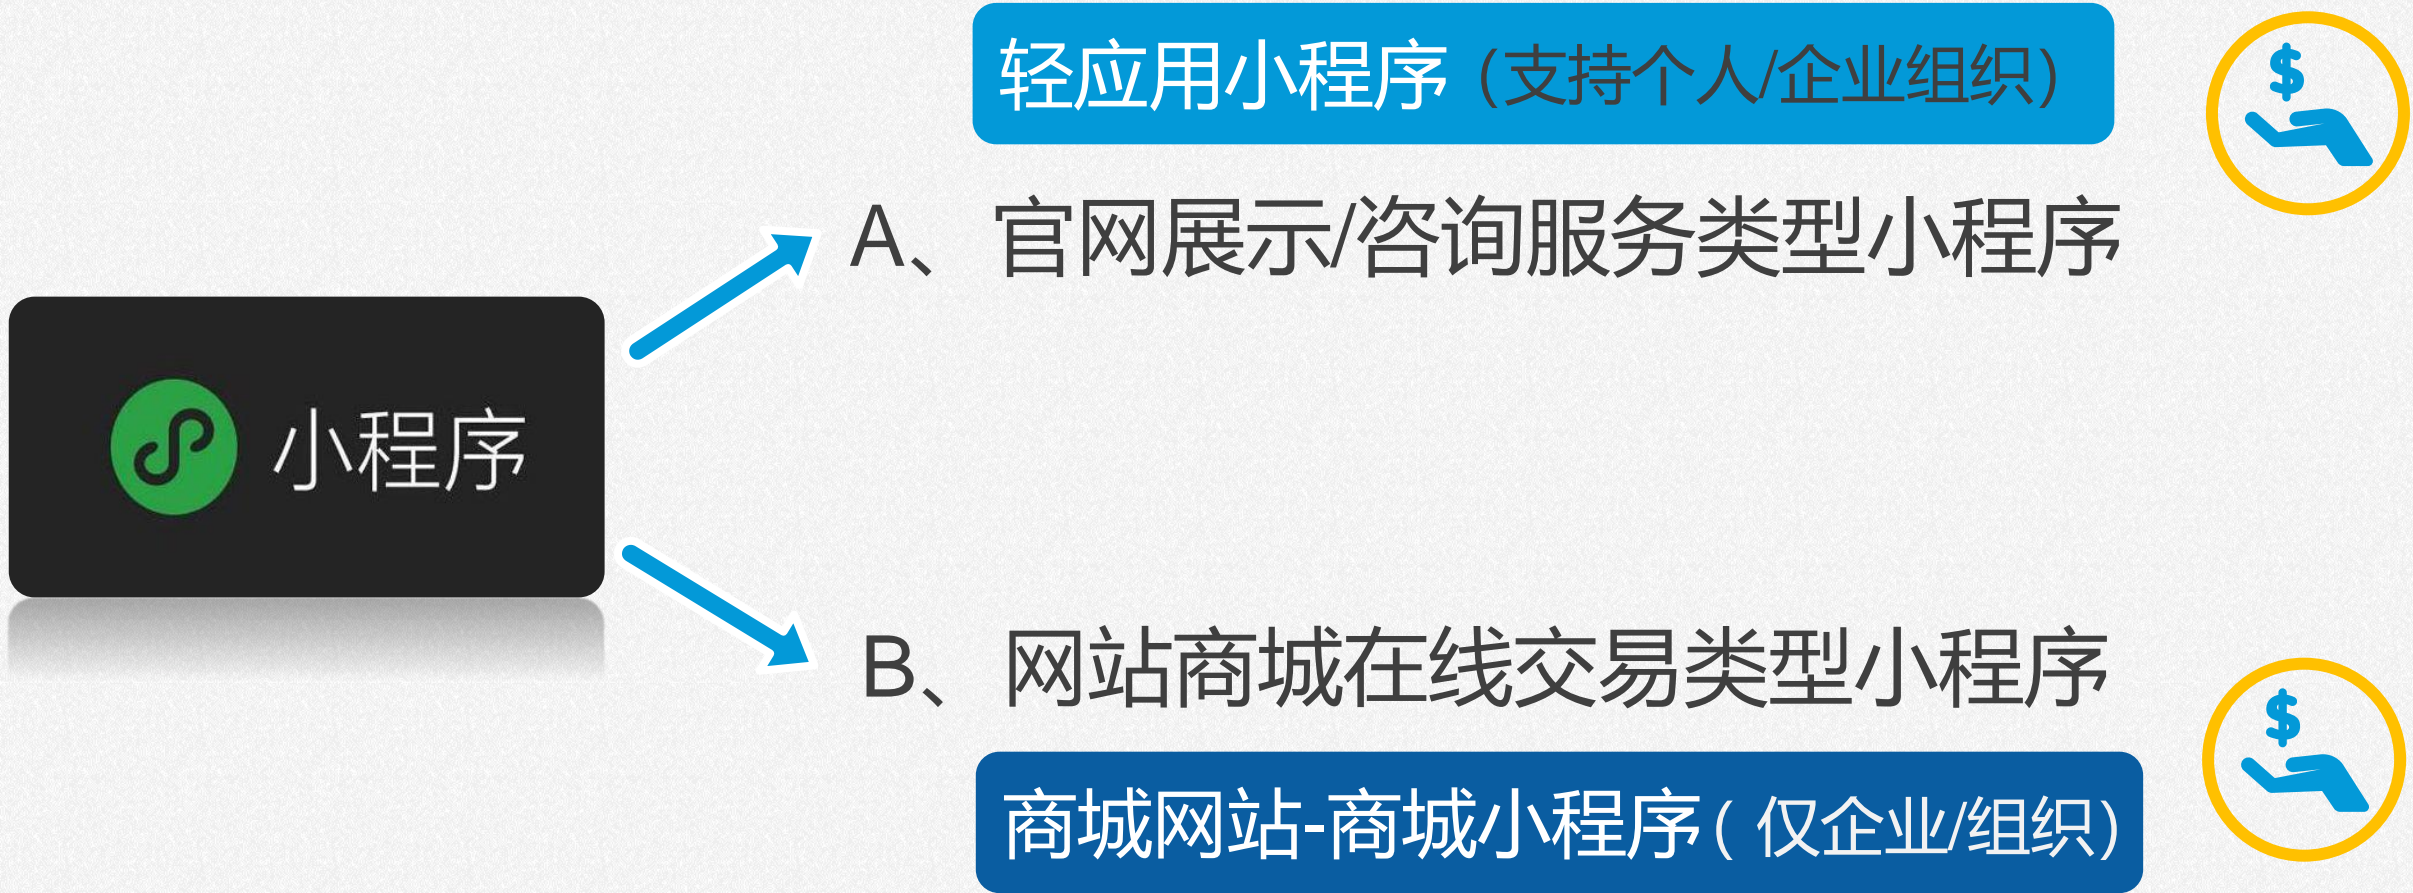 轻应用小程序（支持个人/企业组织）
A、官网展示/咨询服务类型小程序
小程序
B、网站商城在线交易类型小程序
商城网站-商城小程序（仅企业/组织）